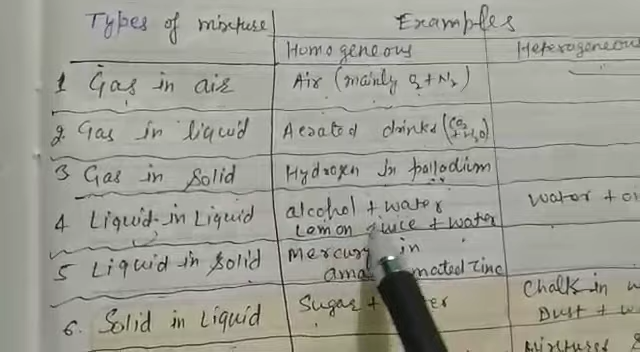 Types of mixture Examples
Homogeneous Heterogeneous
1 Gas in air Air (mainly O2+N2)
2 Gas in liquid Aerated drinks (CO2
+H2O)
3 Gas in Solid Hydrogen In palladium
4 Liquid in Liquid alcohol + water water +
Lemon juice + water
5 Liquid in solid Mercury in
zinc
6. Solid in Liquid Sugar + Chalk in
Dust +
Mixtures